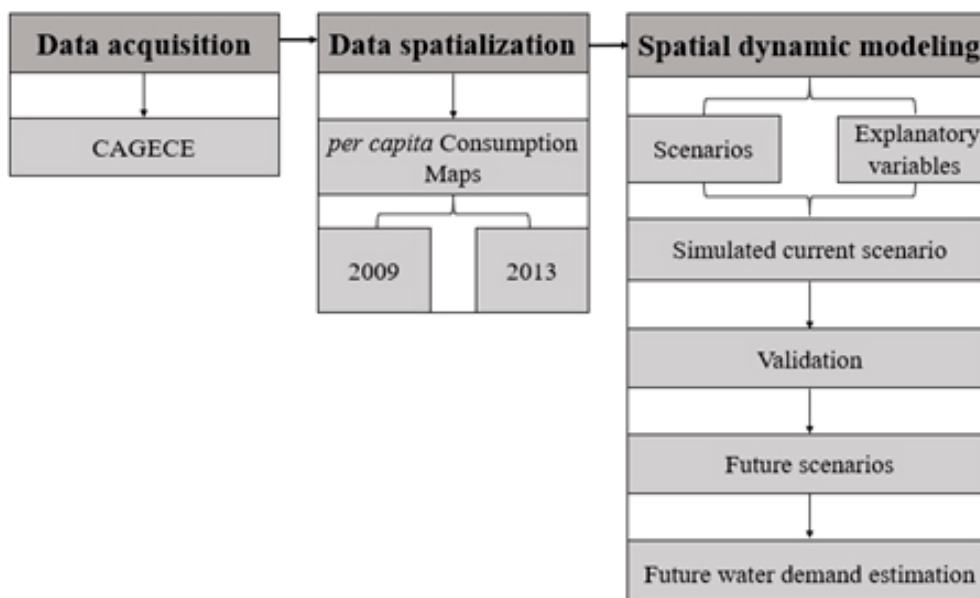 Data acquisition
CAGECE
Data spatialization
per capita Consumption
Maps
2009
2013
Spatial dynamic modeling
Scenarios
Explanatory
variables
Simulated current scenario
Validation
Future scenarios
Future water demand estimation